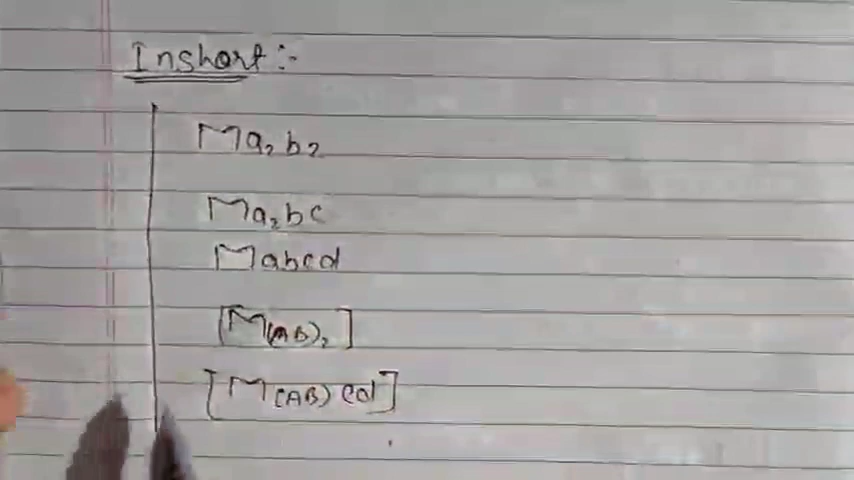 Inshort :-
Ma₂b₂
Ma₂bc
Mabcd
[M(AB)₂]
[M(AB)cd]